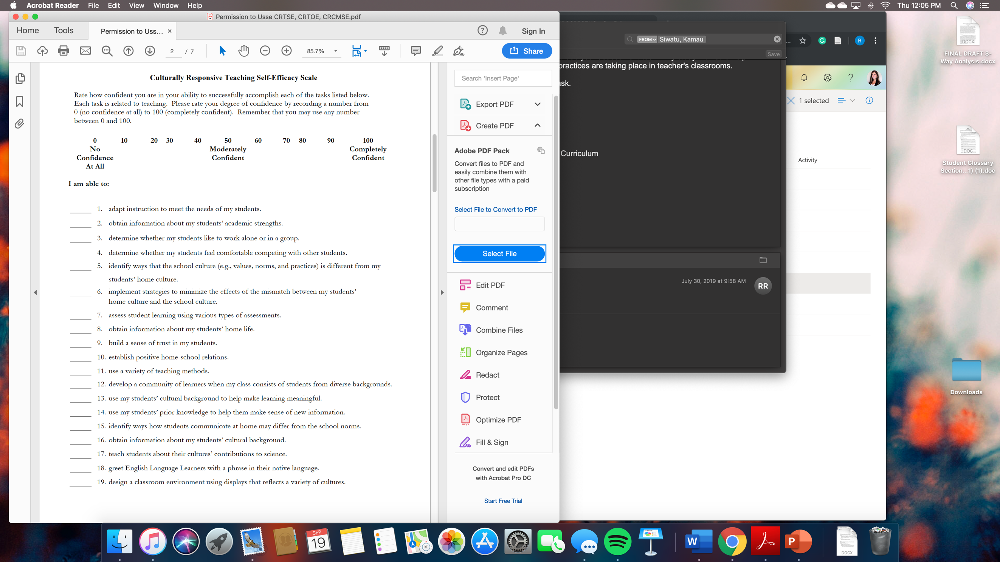 Acrobat Reader File Edit View Window Help
Thu 12:05 PM
Permission to Usse CRTSE, CRTOE, CRCMSE.pdf
Home Tools Permission to Uss... × Sign In
2 / 7 85.7% Share
Culturally Responsive Teaching Self-Efficacy Scale
Rate how confident you are in your ability to successfully accomplish each of the tasks listed below.
Each task is related to teaching. Please rate your degree of confidence by recording a number from
0 (no confidence at all) to 100 (completely confident). Remember that you may use any number
between 0 and 100.
0 10 20 30 40 50 60 70 80 90 100
No Moderately Completely
Confidence Confident Confident
At All
I am able to:
1. adapt instruction to meet the needs of my students.
2. obtain information about my students’ academic strengths.
3. determine whether my students like to work alone or in a group.
4. determine whether my students feel comfortable competing with other students.
5. identify ways that the school culture (e.g., values, norms, and practices) is different from my
students’ home culture.
6. implement strategies to minimize the effects of the mismatch between my students’
home culture and the school culture.
7. assess student learning using various types of assessments.
8. obtain information about my students’ home life.
9. build a sense of trust in my students.
10. establish positive home-school relations.
11. use a variety of teaching methods.
12. develop a community of learners when my class consists of students from diverse backgrounds.
13. use my students’ cultural background to help make learning meaningful.
14. use my students’ prior knowledge to help them make sense of new information.
15. identify ways how students communicate at home may differ from the school norms.
16. obtain information about my students’ cultural background.
17. teach students about their cultures’ contributions to science.
18. greet English Language Learners with a phrase in their native language.
19. design a classroom environment using displays that reflects a variety of cultures.
Search 'Insert Page'
Export PDF
Create PDF
Adobe PDF Pack
Convert files to PDF and
easily combine them with
other file types with a paid
subscription
Select File to Convert to PDF
Select File
Edit PDF
Comment
Combine Files
Organize Pages
Redact
Protect
Optimize PDF
Fill & Sign
Convert and edit PDFs
with Acrobat Pro DC
Start Free Trial
FROM Siwatu, Kamau
Save
practices are taking place in teacher's classrooms.
ask.
Curriculum
July 30, 2019 at 9:58 AM
RR
R
1 selected
Activity
DOCX
FINAL DRAFT 3-
Way Analysis.docx
DOC
Student Glossary
Section...1) (1).doc
Downloads
SEP
19
3D
W
P
DOCX